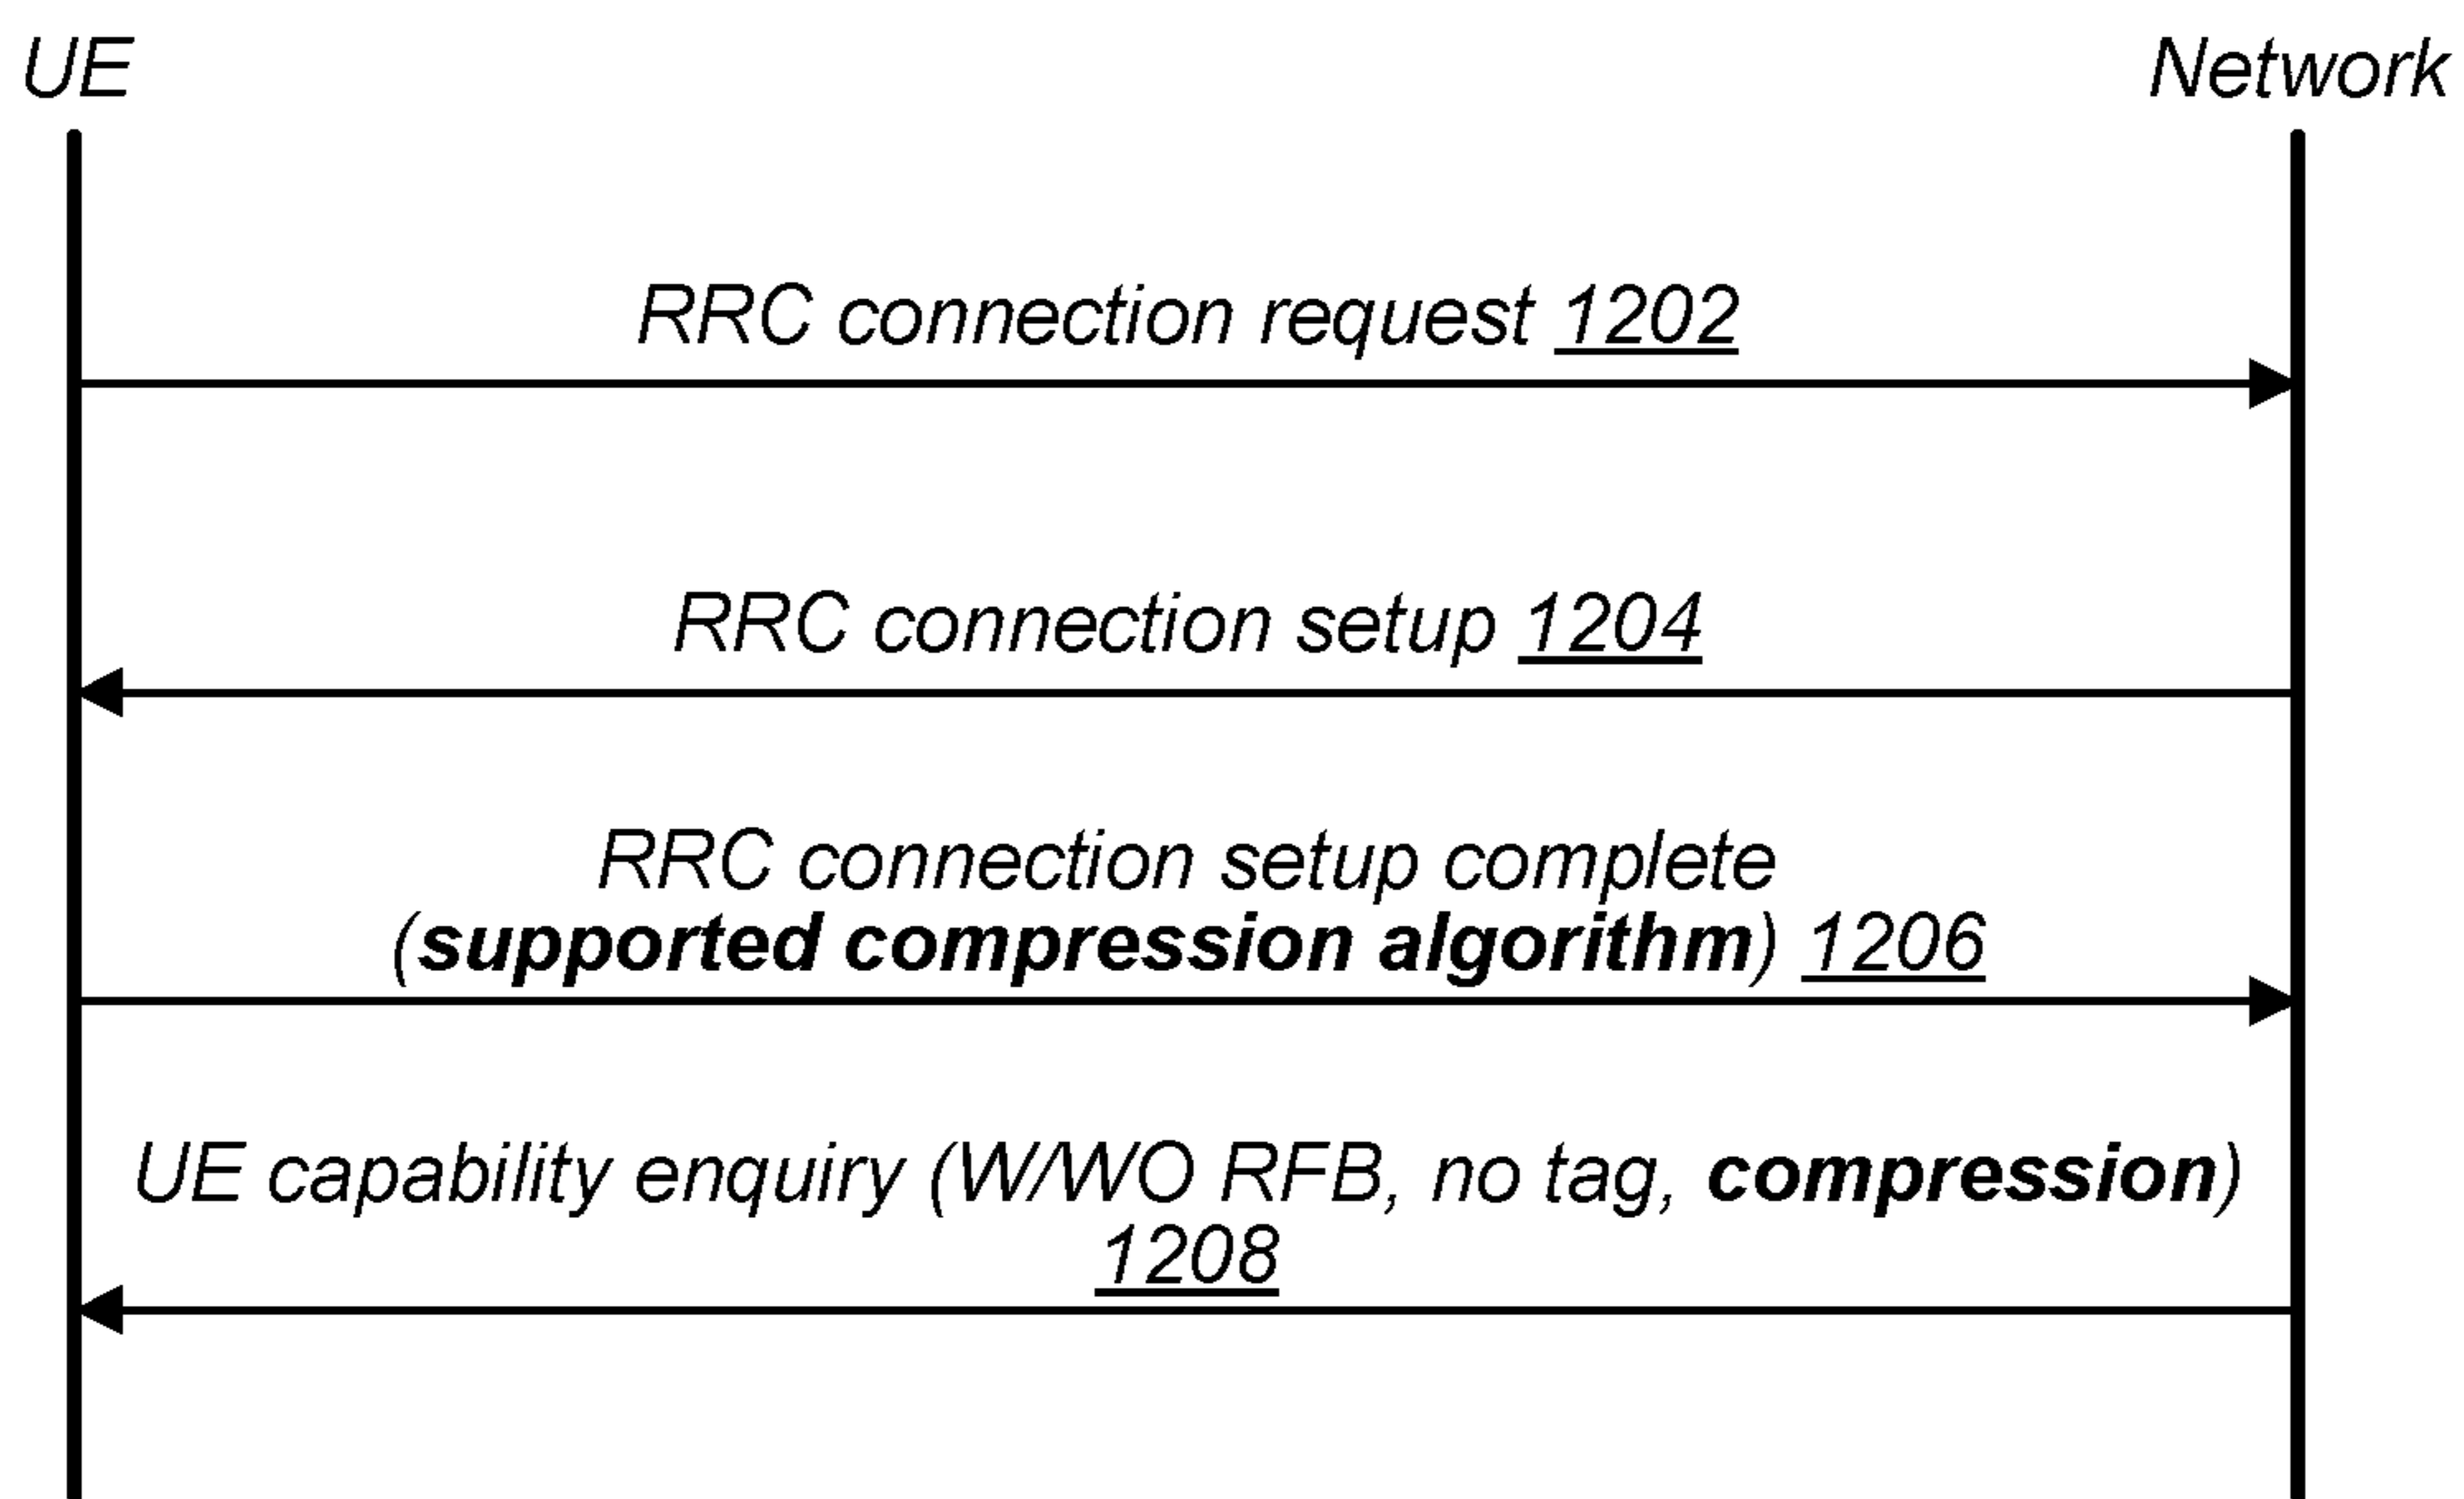 UE
Network
RRC connection request 1202
RRC connection setup 1204
RRC connection setup complete
(supported compression algorithm) 1206
UE capability enquiry (W/WO RFB, no tag, compression)
1208